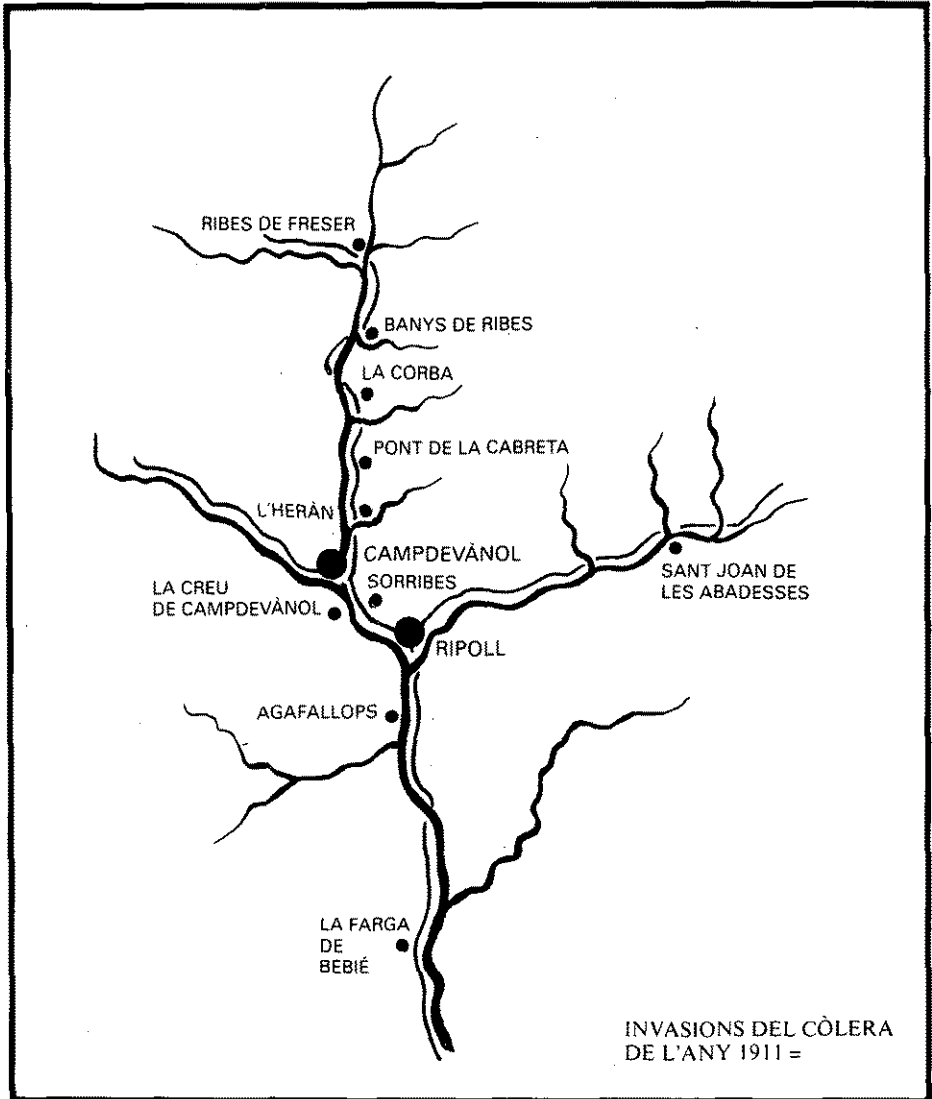 RIBES DE FRESER
BANYS DE RIBES
LA CORBA
PONT DE LA CABRETA
L'HERÀN
CAMPDEVÀNOL
SORRIBES
LA CREU
DE CAMPDEVÀNOL
SANT JOAN DE
LES ABADESSES
RIPOLL
AGAFALLOPS
LA FARGA
DE
BEBIÉ
INVASIONS DEL CÒLERA
DE L'ANY 1911 =